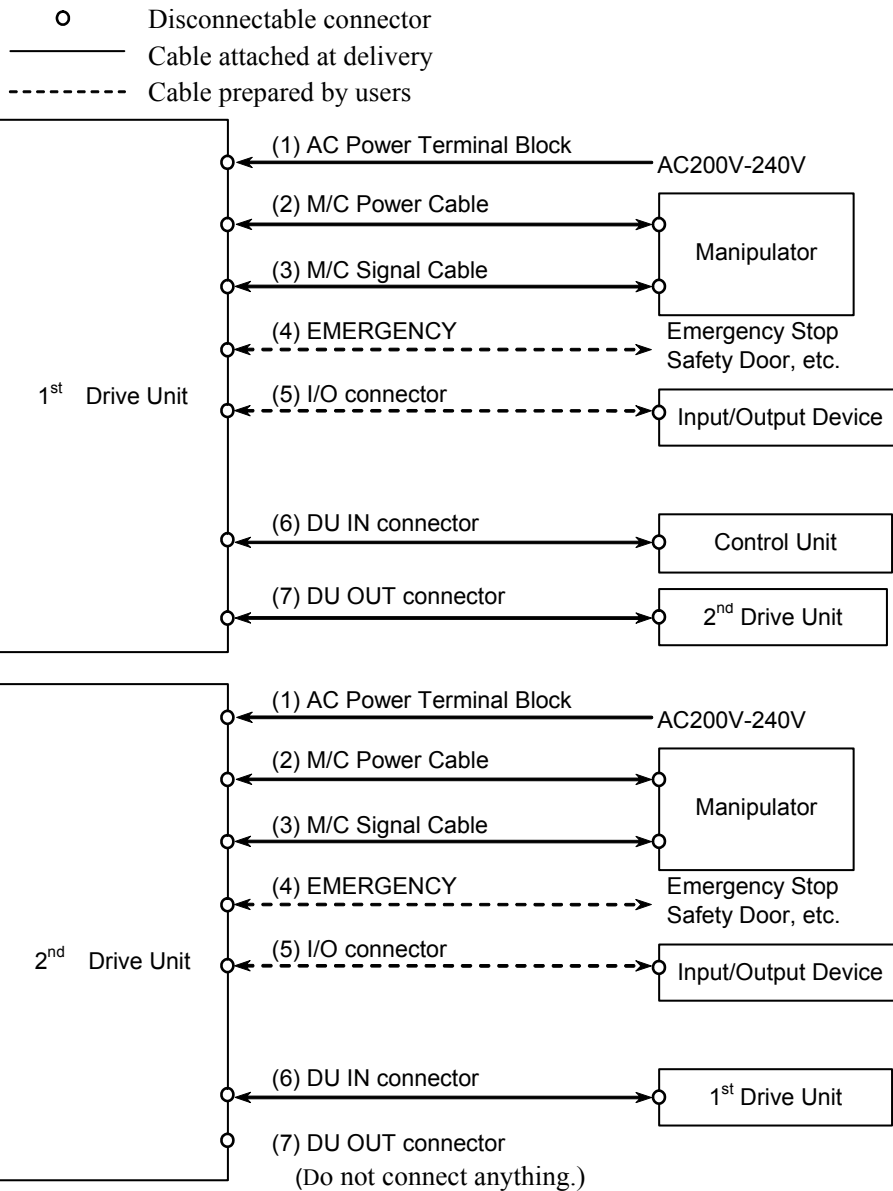 Disconnectable connector
Cable attached at delivery
Cable prepared by users
(1) AC Power Terminal Block
AC200V-240V
(2) M/C Power Cable
Manipulator
(3) M/C Signal Cable
(4) EMERGENCY
Emergency Stop
Safety Door, etc.
1st Drive Unit
(5) I/O connector
Input/Output Device
(6) DU IN connector
Control Unit
(7) DU OUT connector
2nd Drive Unit
(1) AC Power Terminal Block
AC200V-240V
(2) M/C Power Cable
Manipulator
(3) M/C Signal Cable
(4) EMERGENCY
Emergency Stop
Safety Door, etc.
2nd Drive Unit
(5) I/O connector
Input/Output Device
(6) DU IN connector
1st Drive Unit
(7) DU OUT connector
(Do not connect anything.)